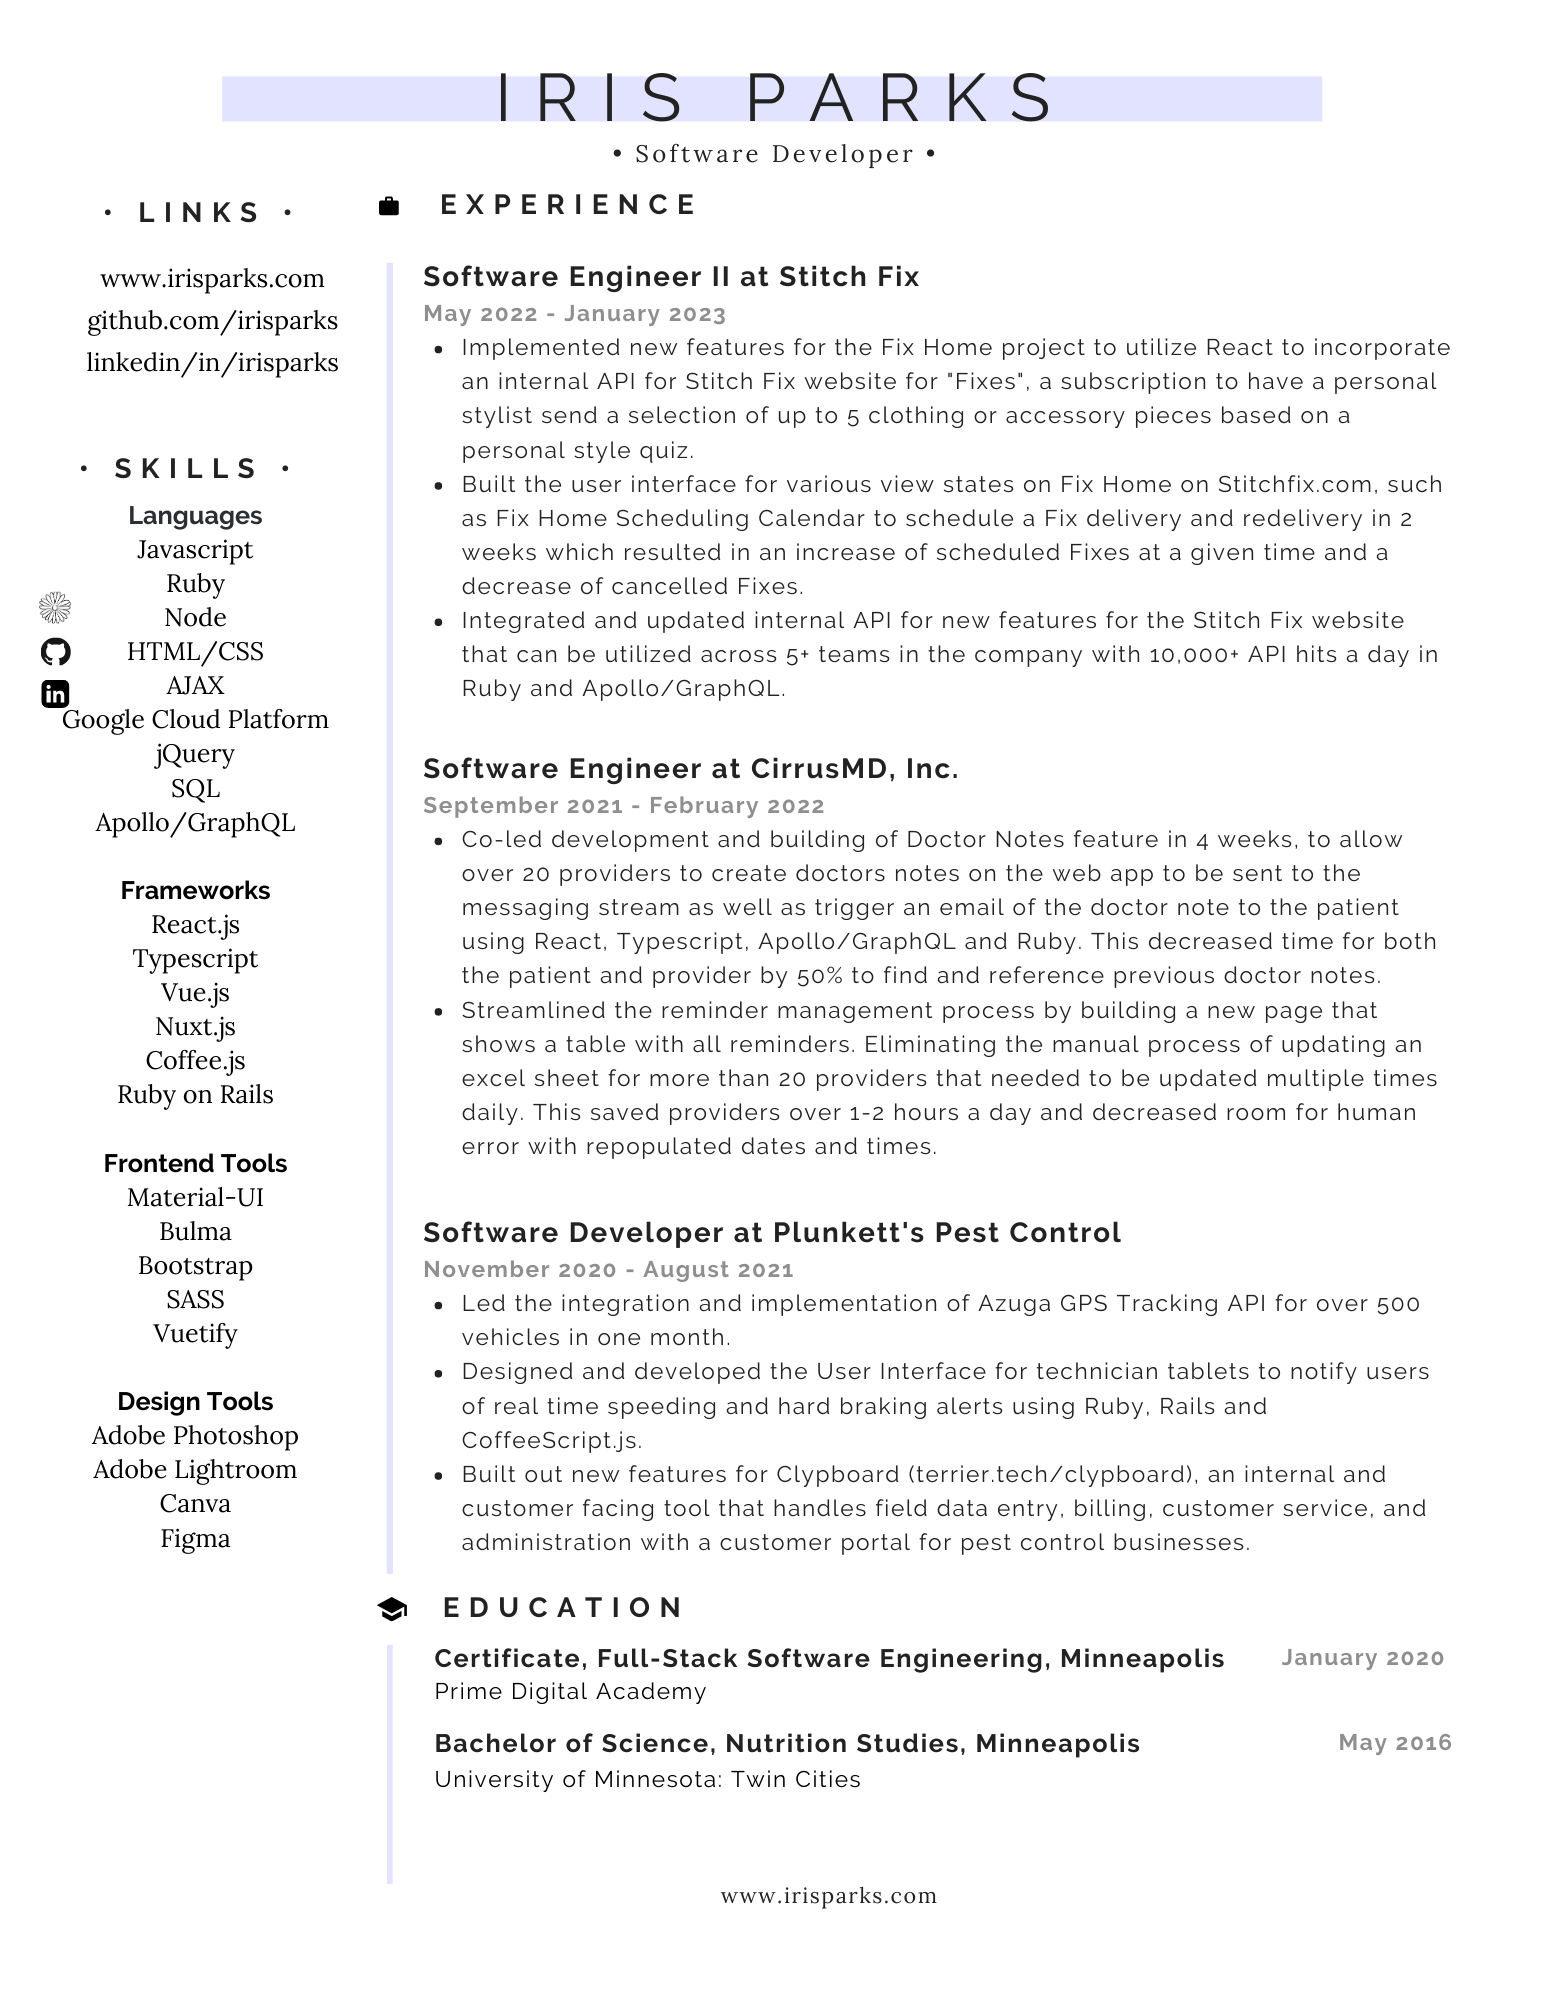 IRIS PARKS
• Software Developer •
• LINKS •
www.irisparks.com
github.com/irisparks
linkedin/in/irisparks
• SKILLS •
Languages
Javascript
Ruby
Node
HTML/CSS
AJAX
Google Cloud Platform
jQuery
SQL
Apollo/GraphQL
Frameworks
React.js
Typescript
Vue.js
Nuxt.js
Coffee.js
Ruby on Rails
Frontend Tools
Material-UI
Bulma
Bootstrap
SASS
Vuetify
Design Tools
Adobe Photoshop
Adobe Lightroom
Canva
Figma
EXPERIENCE
Software Engineer II at Stitch Fix
May 2022 - January 2023
• Implemented new features for the Fix Home project to utilize React to incorporate
an internal API for Stitch Fix website for "Fixes", a subscription to have a personal
stylist send a selection of up to 5 clothing or accessory pieces based on a
personal style quiz.
• Built the user interface for various view states on Fix Home on Stitchfix.com, such
as Fix Home Scheduling Calendar to schedule a Fix delivery and redelivery in 2
weeks which resulted in an increase of scheduled Fixes at a given time and a
decrease of cancelled Fixes.
• Integrated and updated internal API for new features for the Stitch Fix website
that can be utilized across 5+ teams in the company with 10,000+ API hits a day in
Ruby and Apollo/GraphQL.
Software Engineer at CirrusMD, Inc.
September 2021 - February 2022
• Co-led development and building of Doctor Notes feature in 4 weeks, to allow
over 20 providers to create doctors notes on the web app to be sent to the
messaging stream as well as trigger an email of the doctor note to the patient
using React, Typescript, Apollo/GraphQL and Ruby. This decreased time for both
the patient and provider by 50% to find and reference previous doctor notes.
• Streamlined the reminder management process by building a new page that
shows a table with all reminders. Eliminating the manual process of updating an
excel sheet for more than 20 providers that needed to be updated multiple times
daily. This saved providers over 1-2 hours a day and decreased room for human
error with repopulated dates and times.
Software Developer at Plunkett's Pest Control
November 2020 - August 2021
• Led the integration and implementation of Azuga GPS Tracking API for over 500
vehicles in one month.
• Designed and developed the User Interface for technician tablets to notify users
of real time speeding and hard braking alerts using Ruby, Rails and
CoffeeScript.js.
• Built out new features for Clypboard (terrier.tech/clypboard), an internal and
customer facing tool that handles field data entry, billing, customer service, and
administration with a customer portal for pest control businesses.
EDUCATION
Certificate, Full-Stack Software Engineering, Minneapolis January 2020
Prime Digital Academy
Bachelor of Science, Nutrition Studies, Minneapolis May 2016
University of Minnesota: Twin Cities
www.irisparks.com